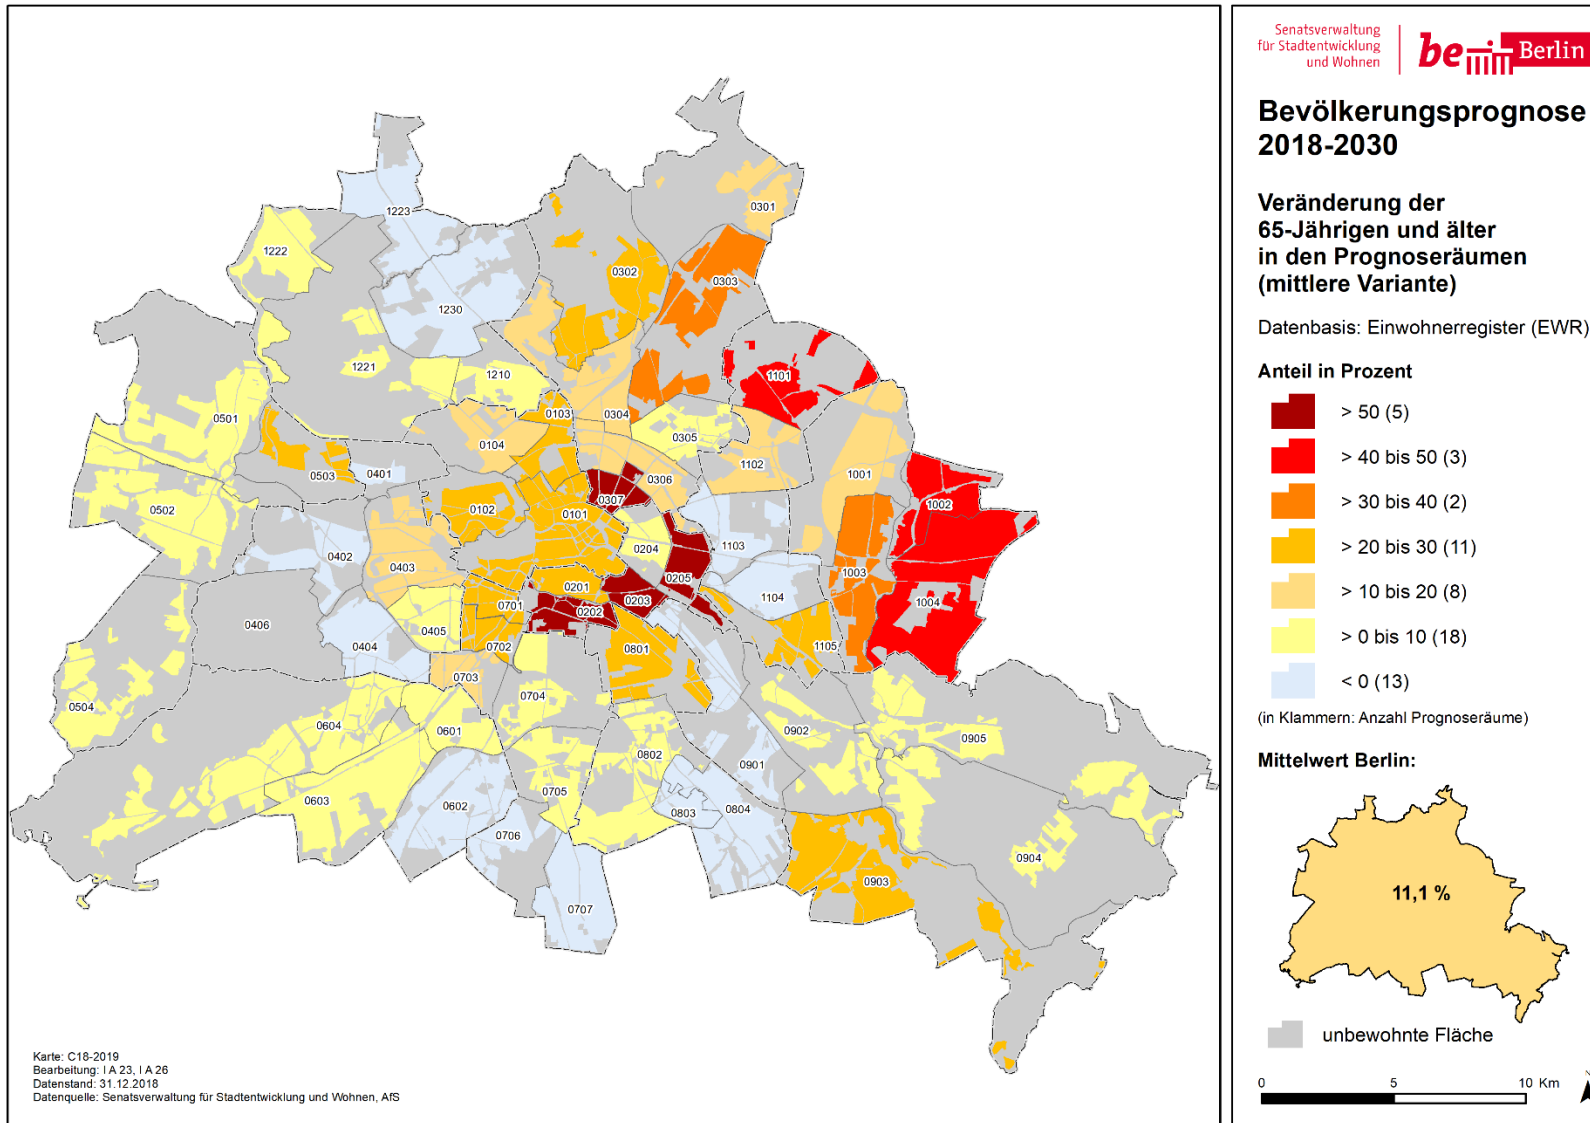 1223
0301
1222
0302
0303
1230
1221
1210
1101
0103
0304
0501
0104
0305
1102
0503
0401
0306
1001
0307
0502
0102
0101
1002
0204
1103
0402
0403
0205
1003
0201
1104
0203
0701
0202
1004
0406
0405
0404
0702
0801
1105
0703
0704
0504
0604
0601
0902
0905
0802
0901
0603
0602
0705
0803
0804
0706
0904
0903
0707
Karte: C18-2019
Bearbeitung: I A 23, I A 26
Datenstand: 31.12.2018
Datenquelle: Senatsverwaltung für Stadtentwicklung und Wohnen, AfS
Senatsverwaltung
für Stadtentwicklung
und Wohnen
be Berlin
Bevölkerungsprognose
2018-2030
Veränderung der
65-Jährigen und älter
in den Prognoseräumen
(mittlere Variante)
Datenbasis: Einwohnerregister (EWR)
Anteil in Prozent
> 50 (5)
> 40 bis 50 (3)
> 30 bis 40 (2)
> 20 bis 30 (11)
> 10 bis 20 (8)
> 0 bis 10 (18)
< 0 (13)
(in Klammern: Anzahl Prognoseräume)
Mittelwert Berlin:
11,1 %
unbewohnte Fläche
0 5 10 Km